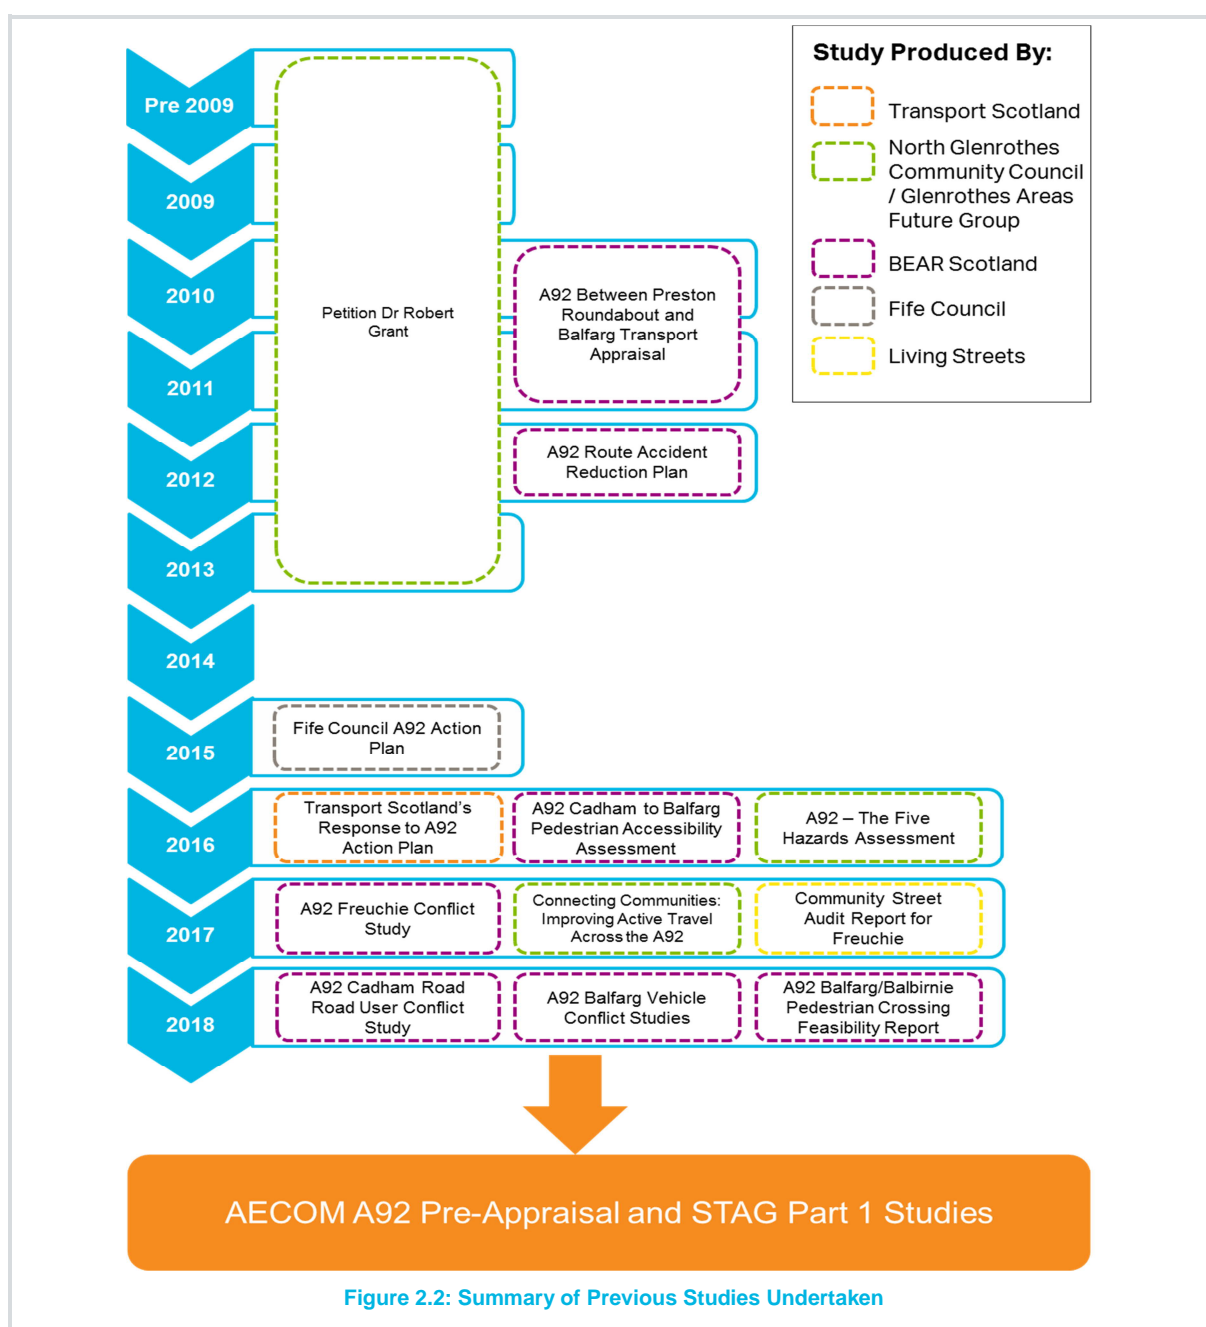 Study Produced By:
Transport Scotland
North Glenrothes
Community Council
/ Glenrothes Areas
Future Group
BEAR Scotland
Fife Council
Living Streets
Pre 2009
2009
2010
2011
2012
2013
2014
2015
2016
2017
2018
Petition Dr Robert
Grant
A92 Between Preston
Roundabout and
Balfarg Transport
Appraisal
A92 Route Accident
Reduction Plan
Fife Council A92 Action
Plan
Transport Scotland's
Response to A92
Action Plan
A92 Cadham to Balfarg
Pedestrian Accessibility
Assessment
A92 – The Five
Hazards Assessment
A92 Freuchie Conflict
Study
Connecting Communities:
Improving Active Travel
Across the A92
Community Street
Audit Report for
Freuchie
A92 Cadham Road
Road User Conflict
Study
A92 Balfarg Vehicle
Conflict Studies
A92 Balfarg/Balbirnie
Pedestrian Crossing
Feasibility Report
AECOM A92 Pre-Appraisal and STAG Part 1 Studies
Figure 2.2: Summary of Previous Studies Undertaken